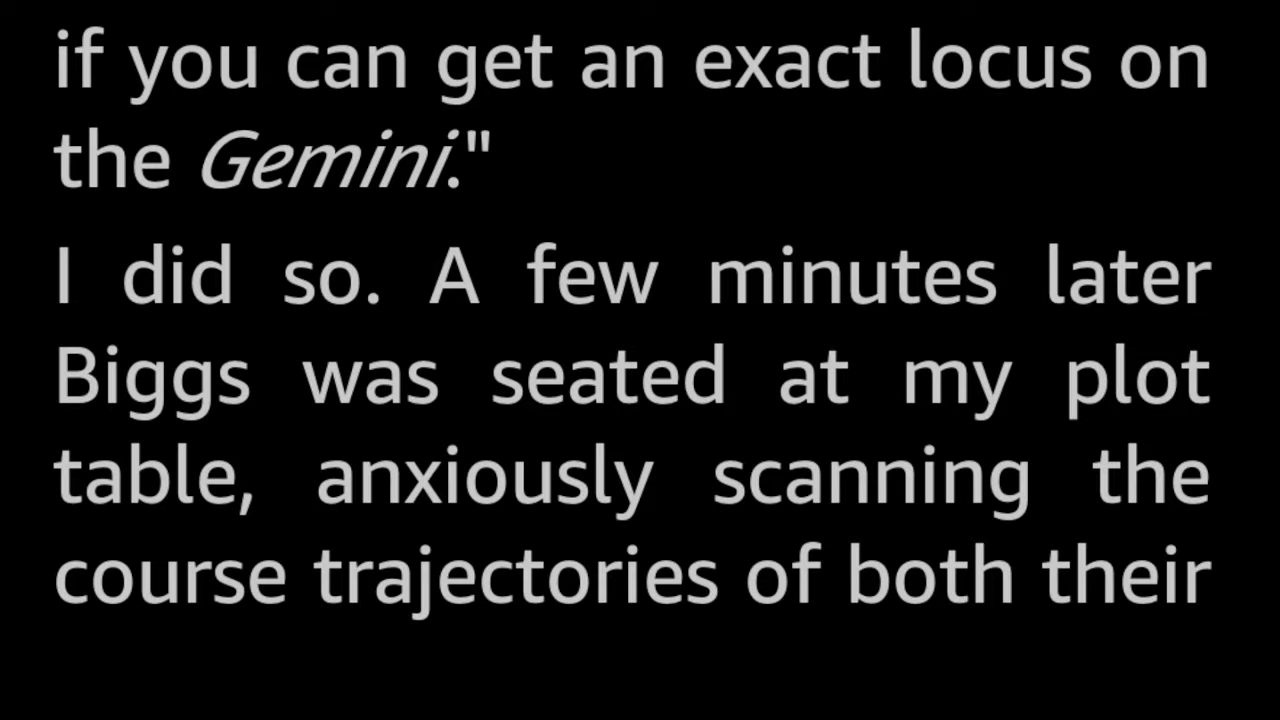 if you can get an exact locus on
the Gemini."
I did so. A few minutes later
Biggs was seated at my plot
table, anxiously scanning the
course trajectories of both their